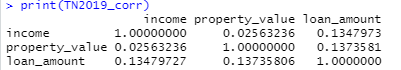 > print(TN2019_corr)
income property_value loan_amount
income 1.00000000 0.02563236 0.1347973
property_value 0.02563236 1.00000000 0.1373581
loan_amount 0.13479727 0.13735806 1.0000000